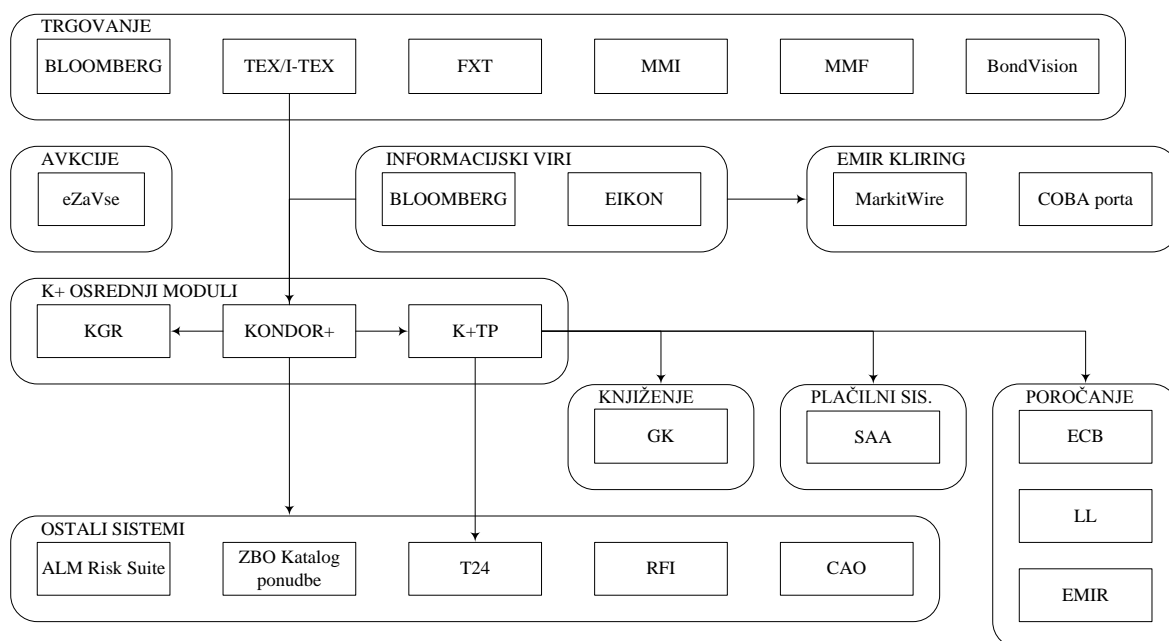 TRGOVANJE
BLOOMBERG
TEX/I-TEX
FXT
MMI
MMF
BondVision
AVKCIJE
eZaVse
INFORMACIJSKI VIRI
BLOOMBERG
EIKON
EMIR KLIRING
MarkitWire
COBA porta
K+ OSREDNJI MODULI
KGR
KONDOR+
K+TP
KNJIŽENJE
GK
PLAČILNI SIS.
SAA
POROČANJE
ECB
LL
EMIR
OSTALI SISTEMI
ALM Risk Suite
ZBO Katalog
ponudbe
T24
RFI
CAO